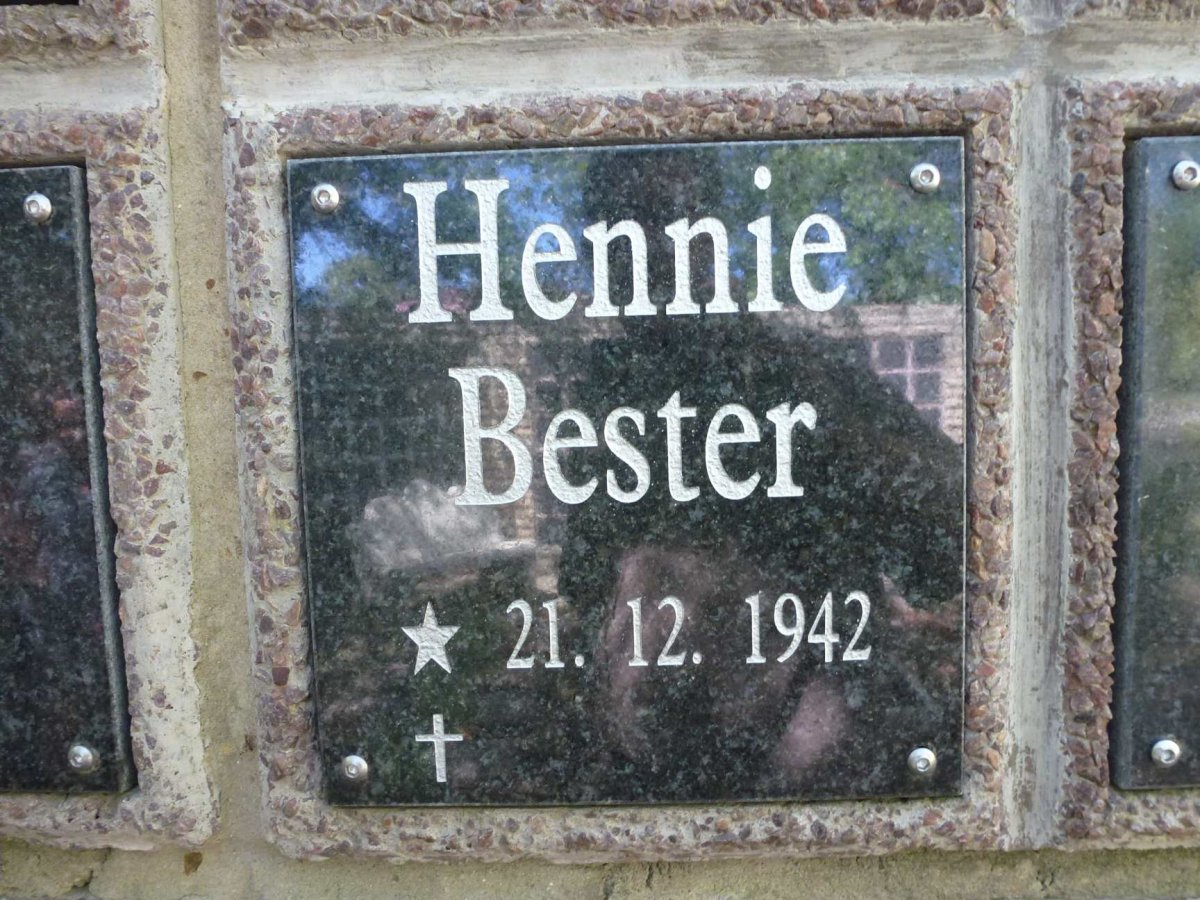 Hennie
Bester
★ 21. 12. 1942
✝